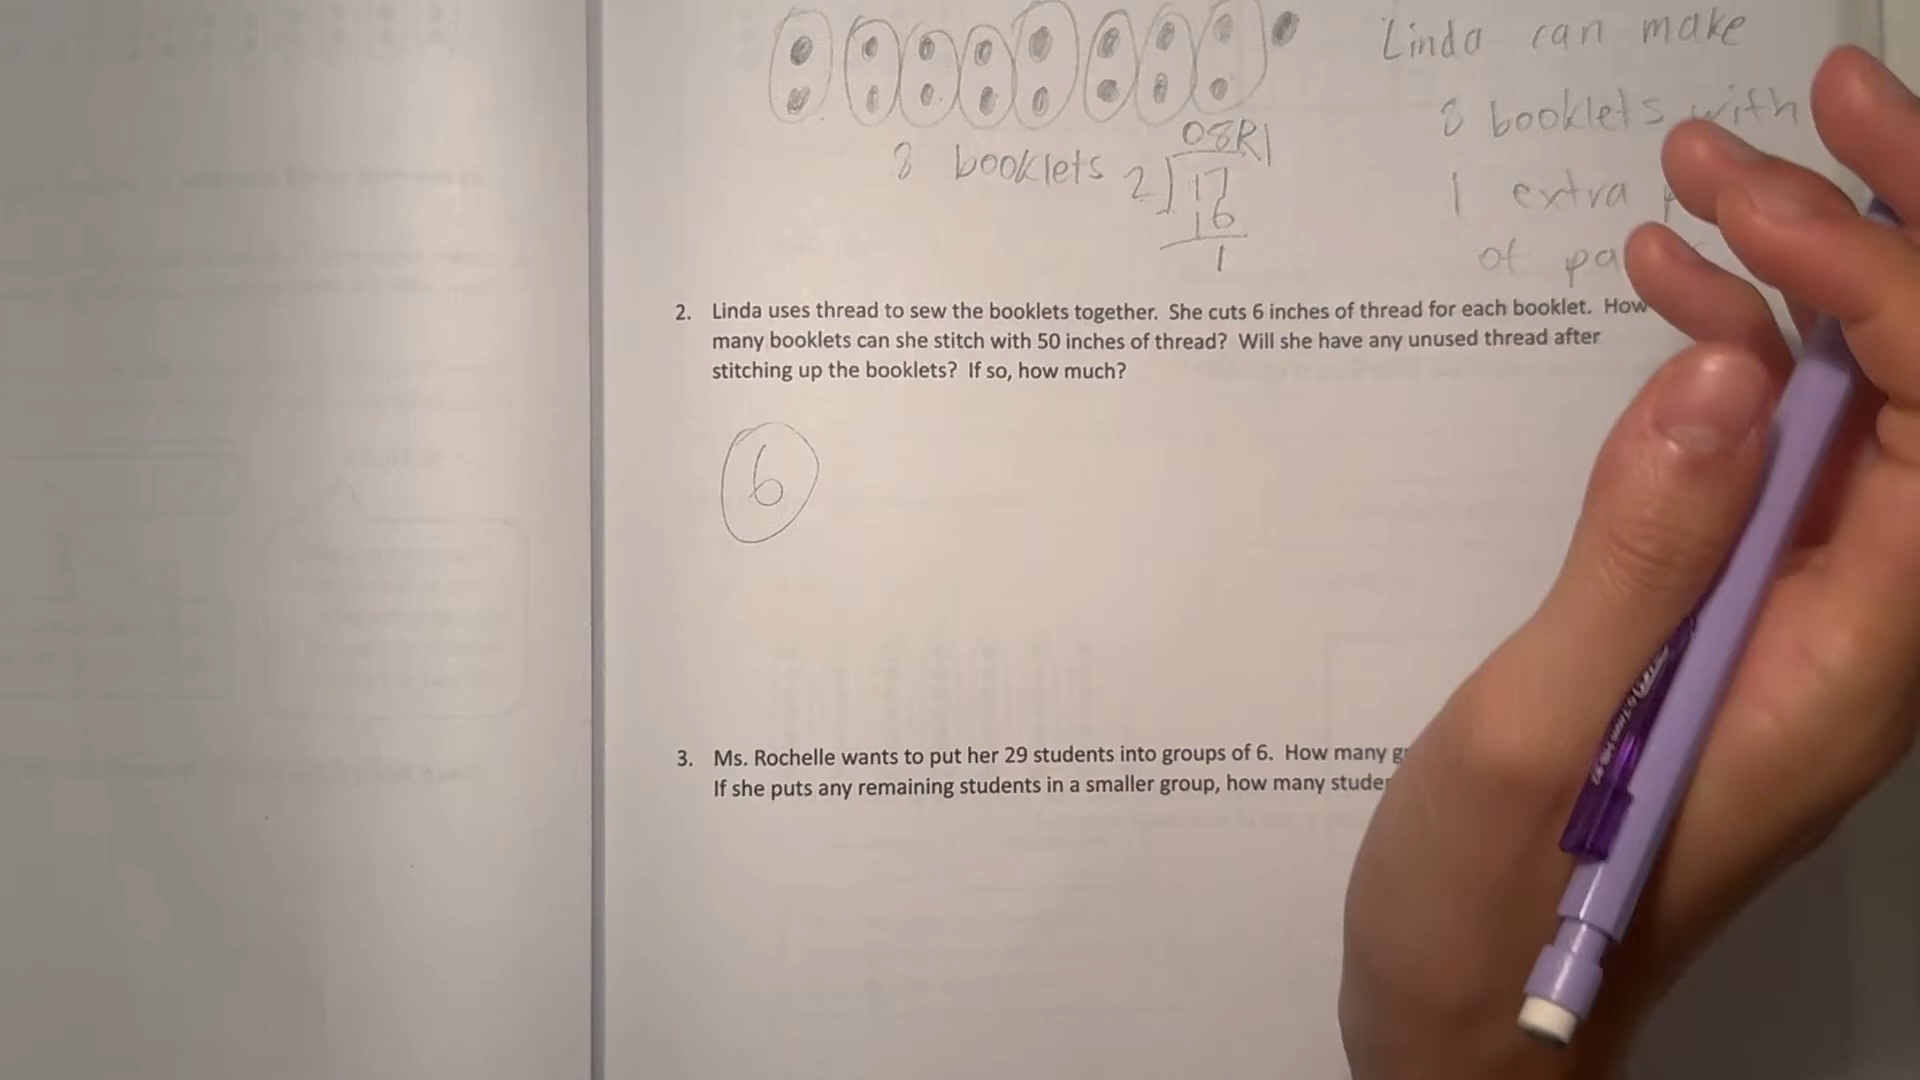 Linda can make
8 booklets with
08R1
8 booklets 2)17
1 extra
16
of
1
2. Linda uses thread to sew the booklets together. She cuts 6 inches of thread for each booklet. How
many booklets can she stitch with 50 inches of thread? Will she have any unused thread after
stitching up the booklets? If so, how much?
6
3. Ms. Rochelle wants to put her 29 students into groups of 6. How many
If she puts any remaining students in a smaller group, how many